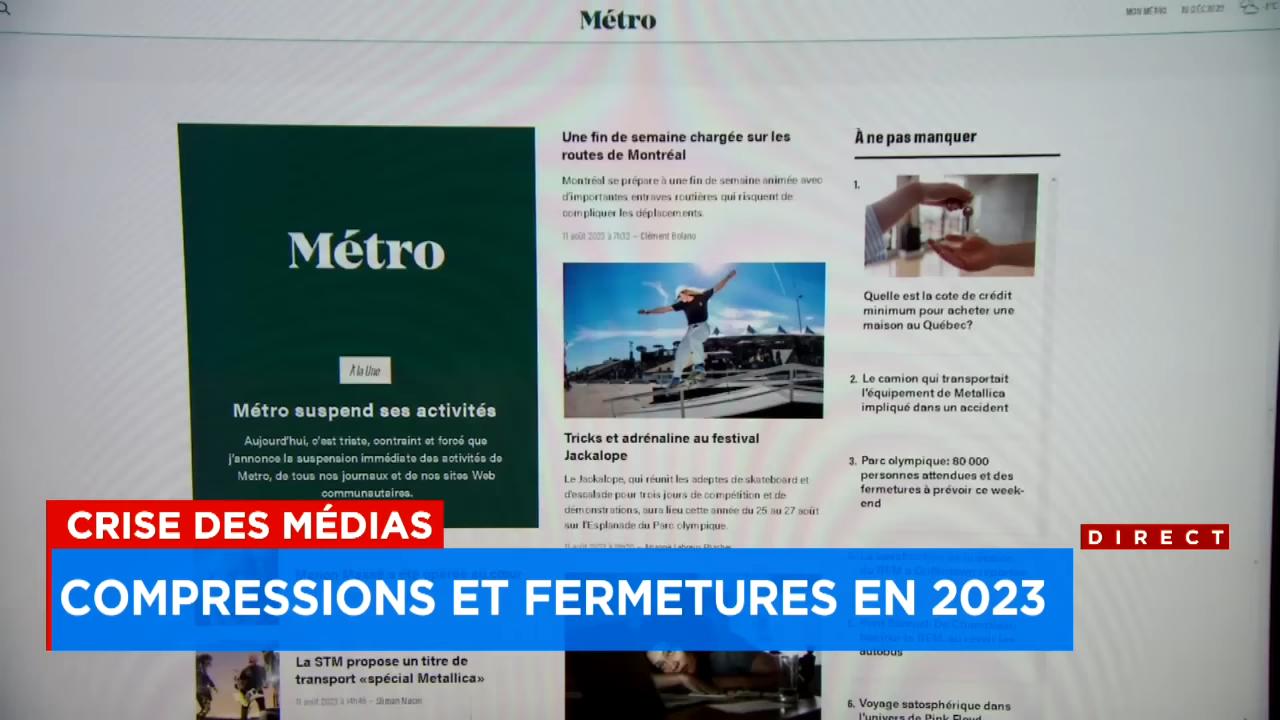 Métro
MON MÉTRO
Métro
À la Une
Métro suspend ses activités
Aujourd'hui, c'est triste, contraint et forcé que
j'annonce la suspension immédiate des activités de
Metro, de tous nos journaux et de nos sites Web
communautaires.
Une fin de semaine chargée sur les
routes de Montréal
Montréal se prépare à une fin de semaine animée avec
d'importantes entraves routières qui risquent de
compliquer les déplacements.
11 août 2023 à 7h33 – Clément Bolano
Tricks et adrénaline au festival
Jackalope
Le Jackalope, qui réunit les adeptes de skateboard et
d'escalade pour trois jours de compétition et de
démonstrations, aura lieu cette année du 25 au 27 août
sur l'Esplanade du Parc olympique.
À ne pas manquer
1.
Quelle est la cote de crédit
minimum pour acheter une
maison au Québec?
2. Le camion qui transportait
l'équipement de Metallica
impliqué dans un accident
3. Parc olympique: 80 000
personnes attendues et des
fermetures à prévoir ce week-
end
autobus
6. Voyage satosphérique dans
l'univers de Pink Floyd
La STM propose un titre de
transport «spécial Metallica»
11 août 2023 à 14h46 – Sliman Naciri
CRISE DES MÉDIAS
COMPRESSIONS ET FERMETURES EN 2023
DIRECT